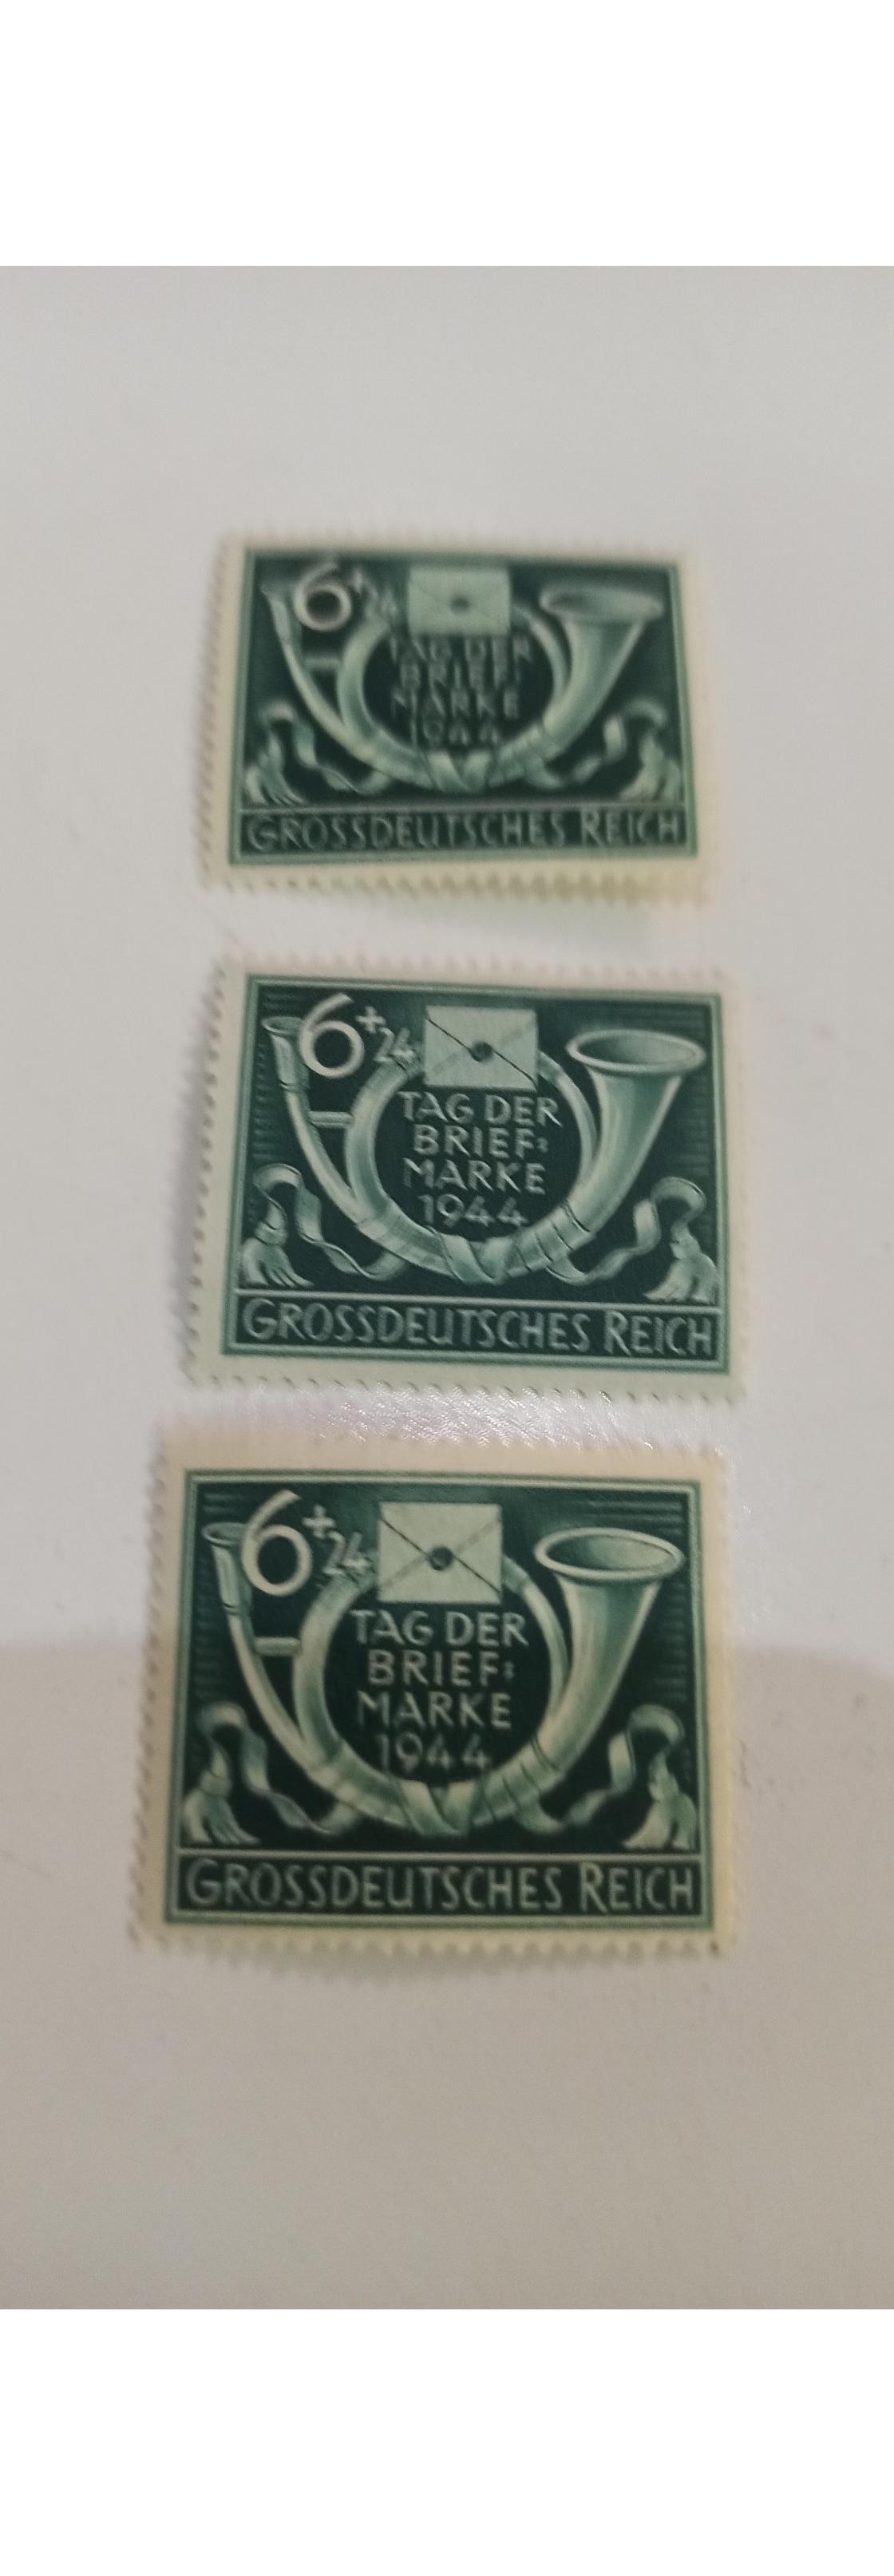 6+24
TAG DER
BRIEF:
MARKE
1944
GROSSDEUTSCHES REICH
6+24
TAG DER
BRIEF:
MARKE
1944
GROSSDEUTSCHES REICH
6+24
TAG DER
BRIEF:
MARKE
1944
GROSSDEUTSCHES REICH